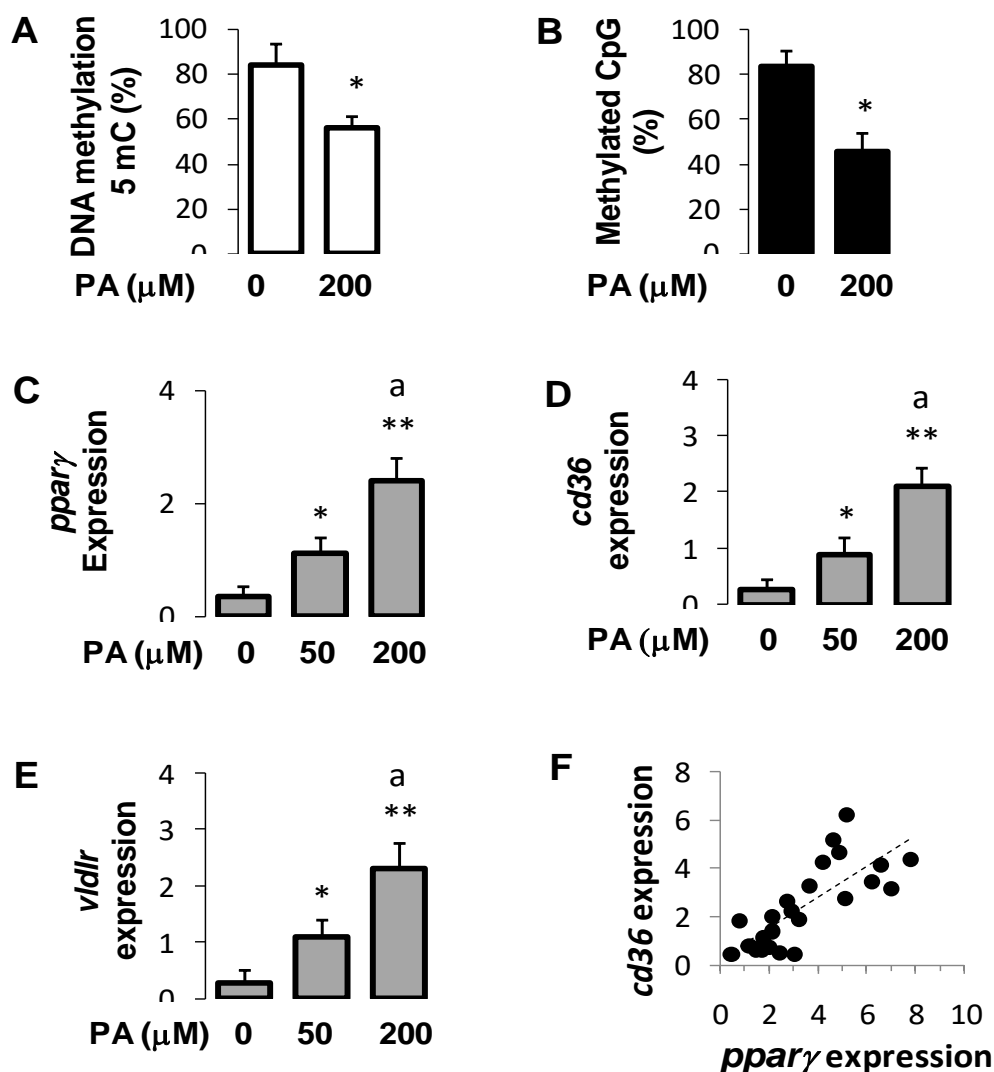 A
DNA methylation
5 mC (%)
100
80
60
40
20
0
*
PA (μM) 0 200
B
Methylated CpG
(%)
100
80
60
40
20
0
*
PA (μM) 0 200
C
pparγ
Expression
4
2
0
*
a
**
PA (μM) 0 50 200
D
cd36
expression
4
3
2
1
0
*
a
**
PA (μM) 0 50 200
E
vldlr
expression
4
3
2
1
0
*
a
**
PA (μM) 0 50 200
F
cd36 expression
8
6
4
2
0
0 2 4 6 8 10
pparγ expression